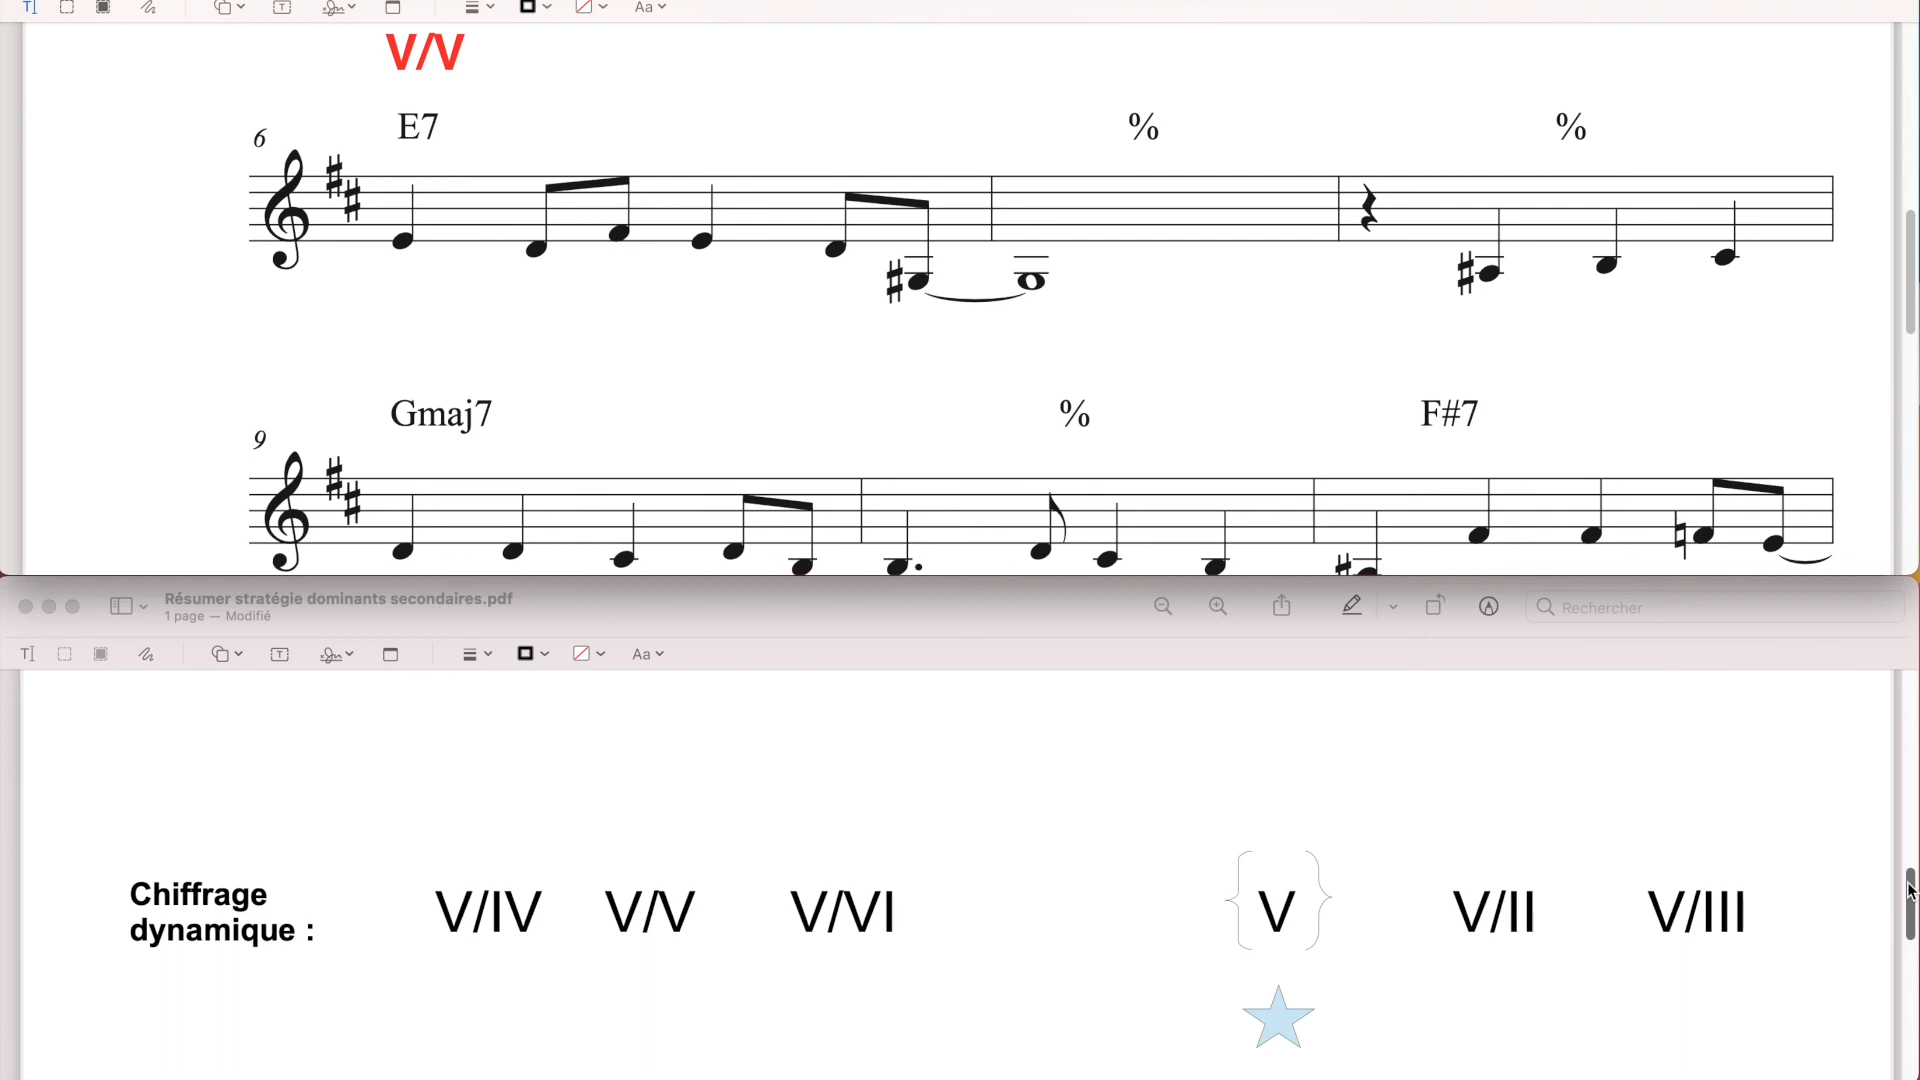 Aa
V/V
6
E7
%
%
9
Gmaj7
%
F#7
Résumer stratégie dominants secondaires.pdf
1 page — Modifié
Rechercher
Aa
Chiffrage
dynamique :
V/IV V/V V/VI V V/II V/III